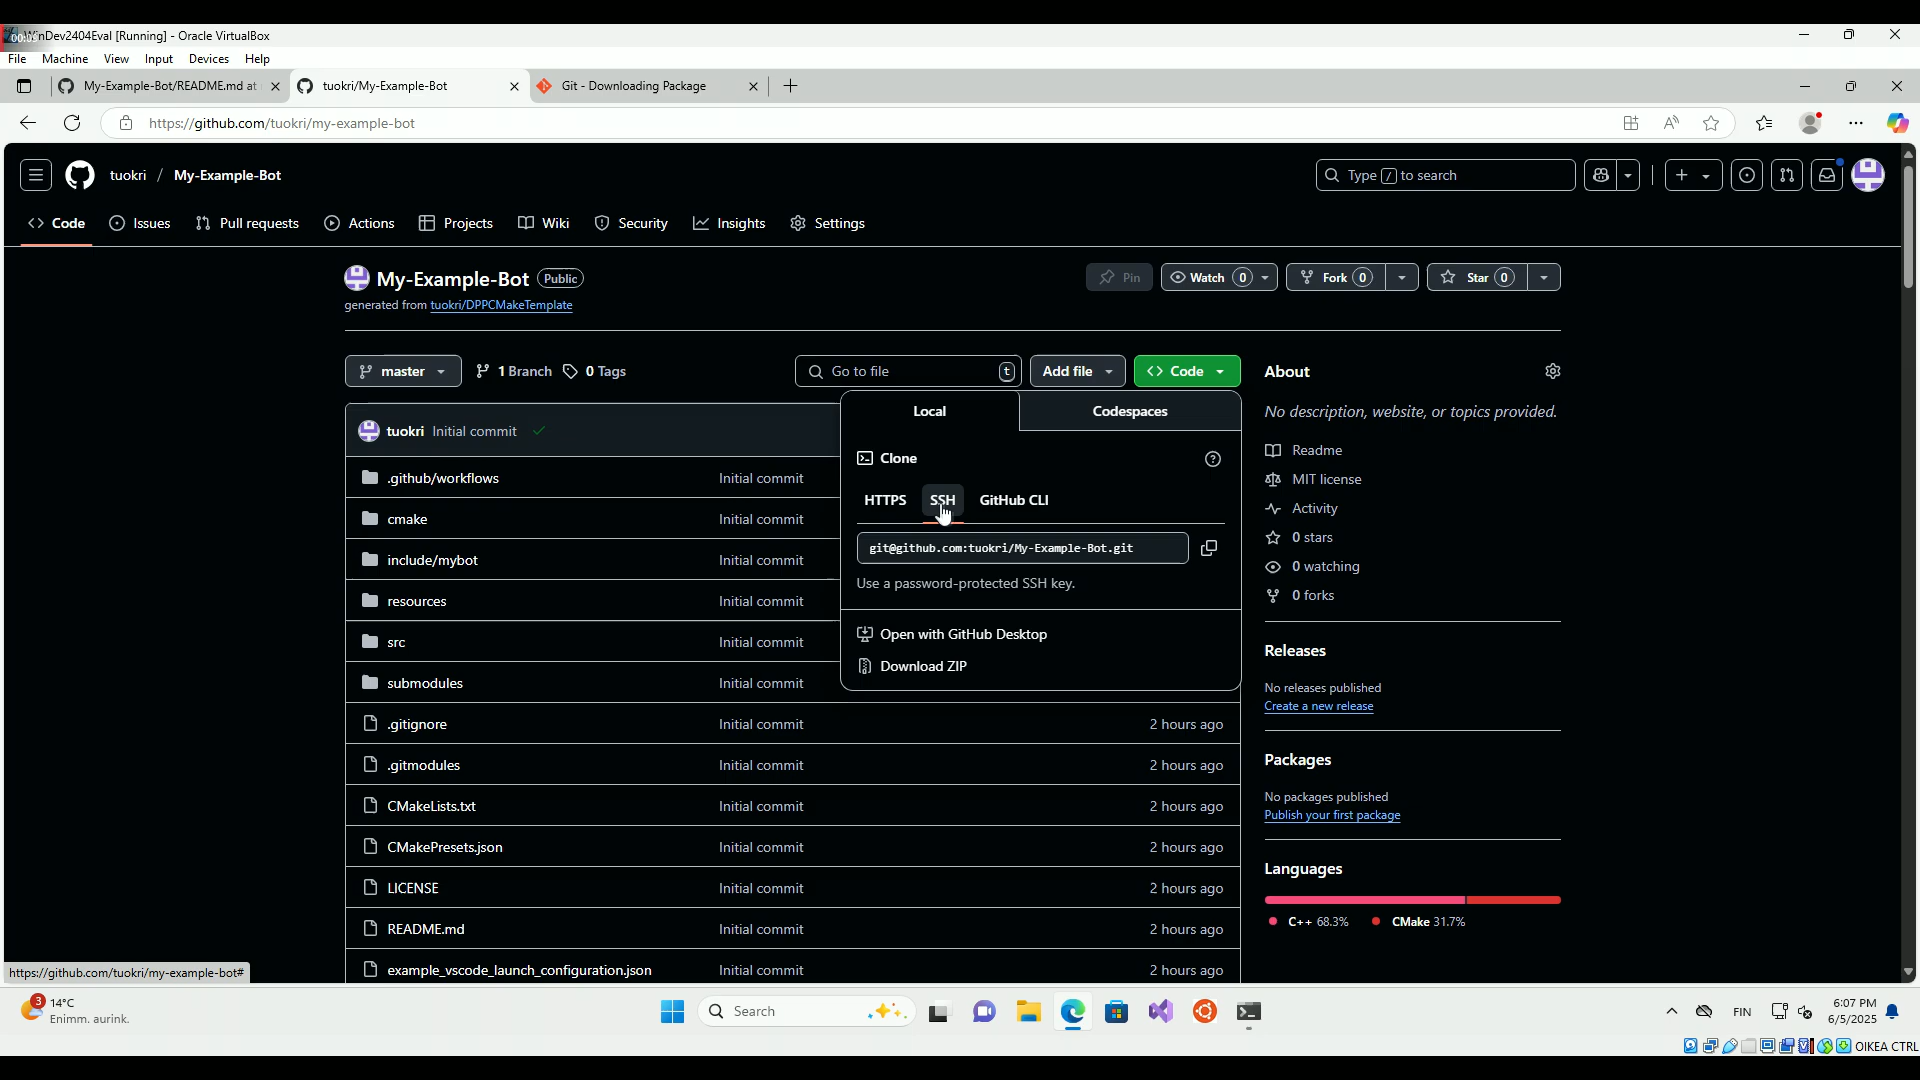 WinDev2404Eval [Running] - Oracle VirtualBox
File Machine View Input Devices Help
My-Example-Bot/README.md at
tuokri/My-Example-Bot
Git - Downloading Package
https://github.com/tuokri/my-example-bot
tuokri / My-Example-Bot
Type / to search
Code Issues Pull requests Actions Projects Wiki Security Insights Settings
My-Example-Bot Public
Pin Watch 0 Fork 0 Star 0
generated from tuokri/DPPCMakeTemplate
master 1 Branch 0 Tags Go to file t Add file Code
About
Local Codespaces
No description, website, or topics provided.
tuokri Initial commit
Clone
Readme
.github/workflows Initial commit
MIT license
HTTPS SSH GitHub CLI
Activity
cmake Initial commit
0 stars
git@github.com:tuokri/My-Example-Bot.git
include/mybot Initial commit
0 watching
Use a password-protected SSH key.
0 forks
resources Initial commit
Open with GitHub Desktop
src Initial commit
Releases
Download ZIP
submodules Initial commit
No releases published
Create a new release
.gitignore Initial commit 2 hours ago
Packages
.gitmodules Initial commit 2 hours ago
No packages published
CMakeLists.txt Initial commit 2 hours ago
Publish your first package
CMakePresets.json Initial commit 2 hours ago
Languages
LICENSE Initial commit 2 hours ago
C++ 68.3% CMake 31.7%
README.md Initial commit 2 hours ago
example_vscode_launch_configuration.json Initial commit 2 hours ago
https://github.com/tuokri/my-example-bot#
3
14°C
Enimm. aurink.
Search
FIN
6:07 PM
6/5/2025
OIKEA CTRL